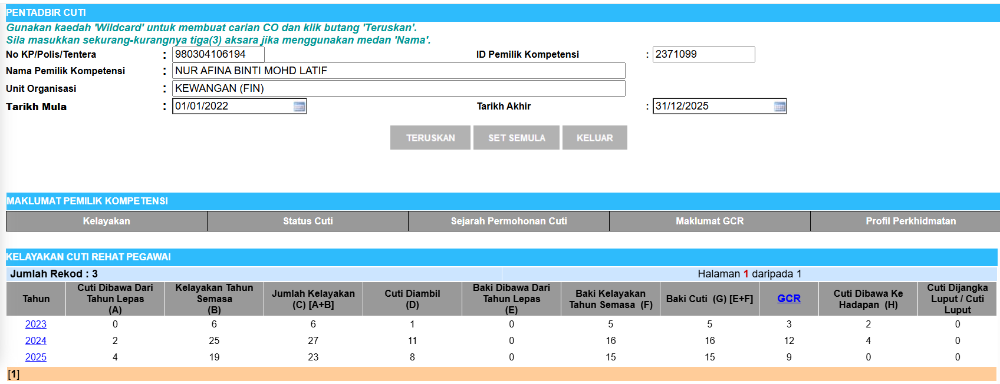 PENTADBIR CUTI
Gunakan kaedah 'Wildcard' untuk membuat carian CO dan klik butang 'Teruskan'.
Sila masukkan sekurang-kurangnya tiga(3) aksara jika menggunakan medan 'Nama'.
No KP/Polis/Tentera : 980304106194 ID Pemilik Kompetensi : 2371099
Nama Pemilik Kompetensi : NUR AFINA BINTI MOHD LATIF
Unit Organisasi : KEWANGAN (FIN)
Tarikh Mula : 01/01/2022 Tarikh Akhir : 31/12/2025
TERUSKAN SET SEMULA KELUAR
MAKLUMAT PEMILIK KOMPETENSI
Kelayakan Status Cuti Sejarah Permohonan Cuti Maklumat GCR Profil Perkhidmatan
KELAYAKAN CUTI REHAT PEGAWAI
Jumlah Rekod : 3 Halaman 1 daripada 1
Tahun
Cuti Dibawa Dari
Tahun Lepas
(A)
Kelayakan Tahun
Semasa
(B)
Jumlah Kelayakan
(C) [A+B]
Cuti Diambil
(D)
Baki Dibawa Dari
Tahun Lepas
(E)
Baki Kelayakan
Tahun Semasa (F)
Baki Cuti (G) [E+F]
GCR
Cuti Dibawa Ke
Hadapan (H)
Cuti Dijangka
Luput / Cuti
Luput
2023 0 6 6 1 0 5 5 3 2 0
2024 2 25 27 11 0 16 16 12 4 0
2025 4 19 23 8 0 15 15 9 0 0
[1]